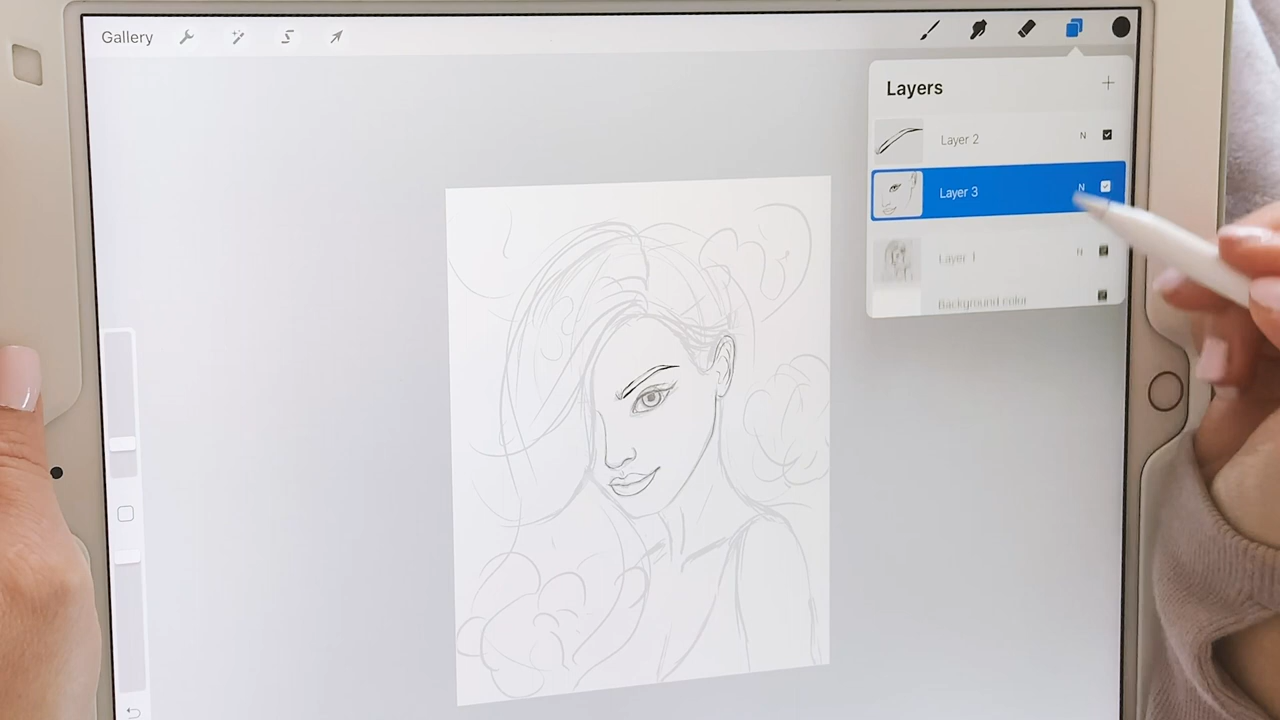 Gallery
Layers
Layer 2 N
Layer 3 N
Layer 1 N
Background color